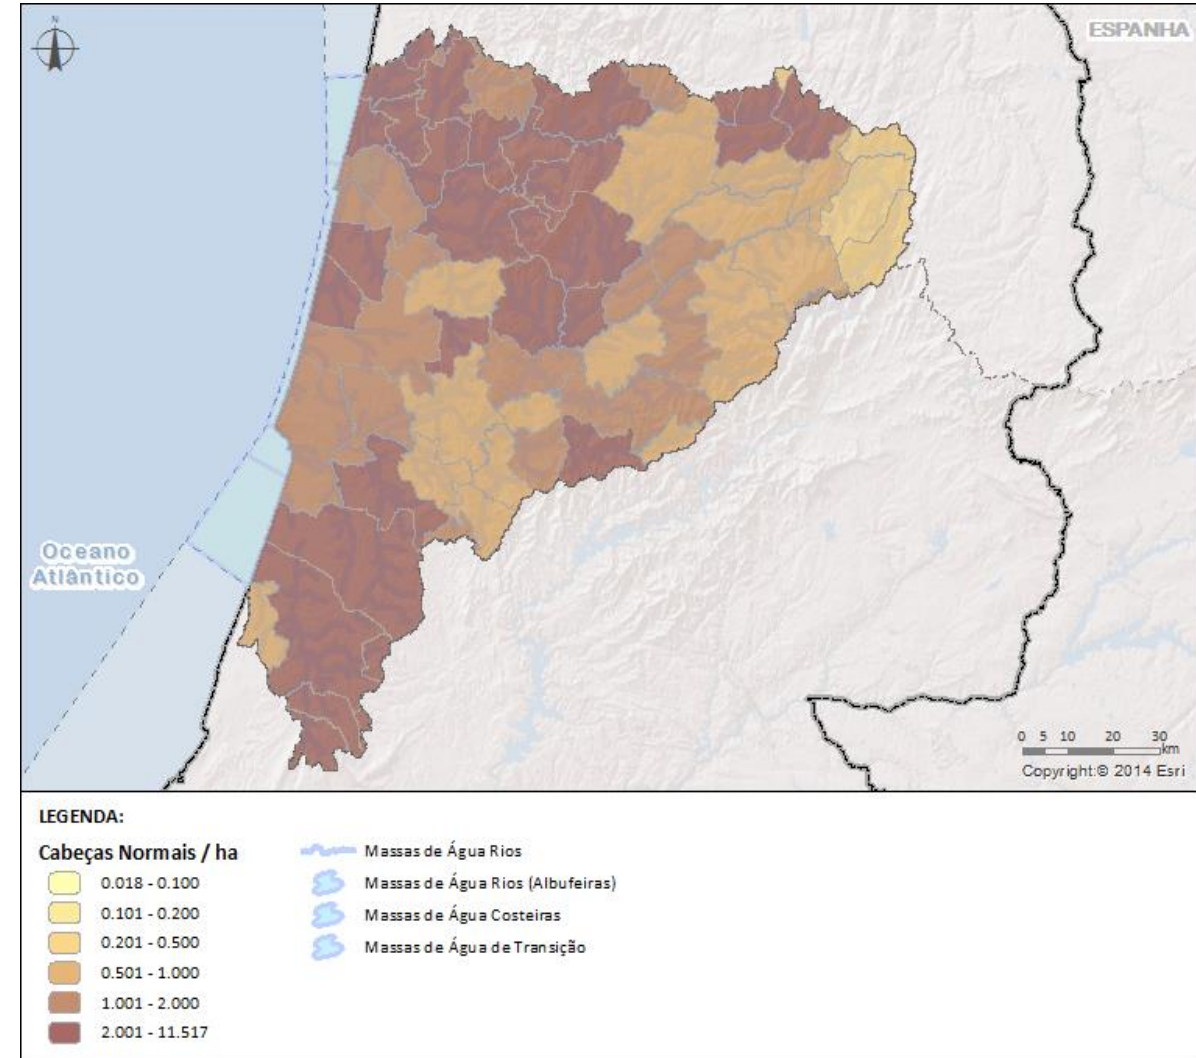 N
ESPANHA
Oceano
Atlântico
0 5 10 20 30
km
Copyright:© 2014 Esri
LEGENDA:
Cabeças Normais / ha
0.018 - 0.100
0.101 - 0.200
0.201 - 0.500
0.501 - 1.000
1.001 - 2.000
2.001 - 11.517
Massas de Água Rios
Massas de Água Rios (Albufeiras)
Massas de Água Costeiras
Massas de Água de Transição